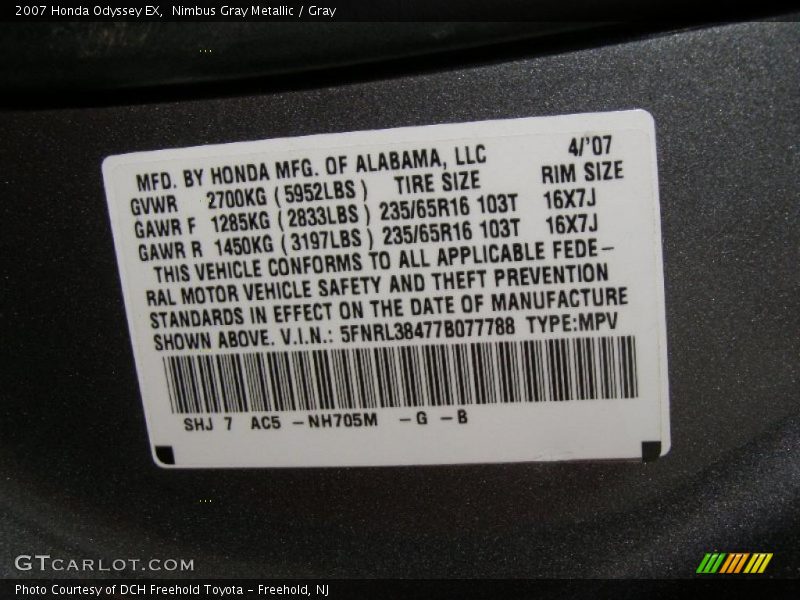 2007 Honda Odyssey EX, Nimbus Gray Metallic / Gray
MFD. BY HONDA MFG. OF ALABAMA, LLC 4/'07
GVWR 2700KG (5952LBS) TIRE SIZE RIM SIZE
GAWR F 1285KG (2833LBS) 235/65R16 103T 16X7J
GAWR R 1450KG (3197LBS) 235/65R16 103T 16X7J
THIS VEHICLE CONFORMS TO ALL APPLICABLE FEDE-
RAL MOTOR VEHICLE SAFETY AND THEFT PREVENTION
STANDARDS IN EFFECT ON THE DATE OF MANUFACTURE
SHOWN ABOVE. V.I.N.: 5FNRL38477B077788 TYPE:MPV
SHJ 7 AC5 -NH705M -G -B
GTCARLOT.COM
Photo Courtesy of DCH Freehold Toyota - Freehold, NJ